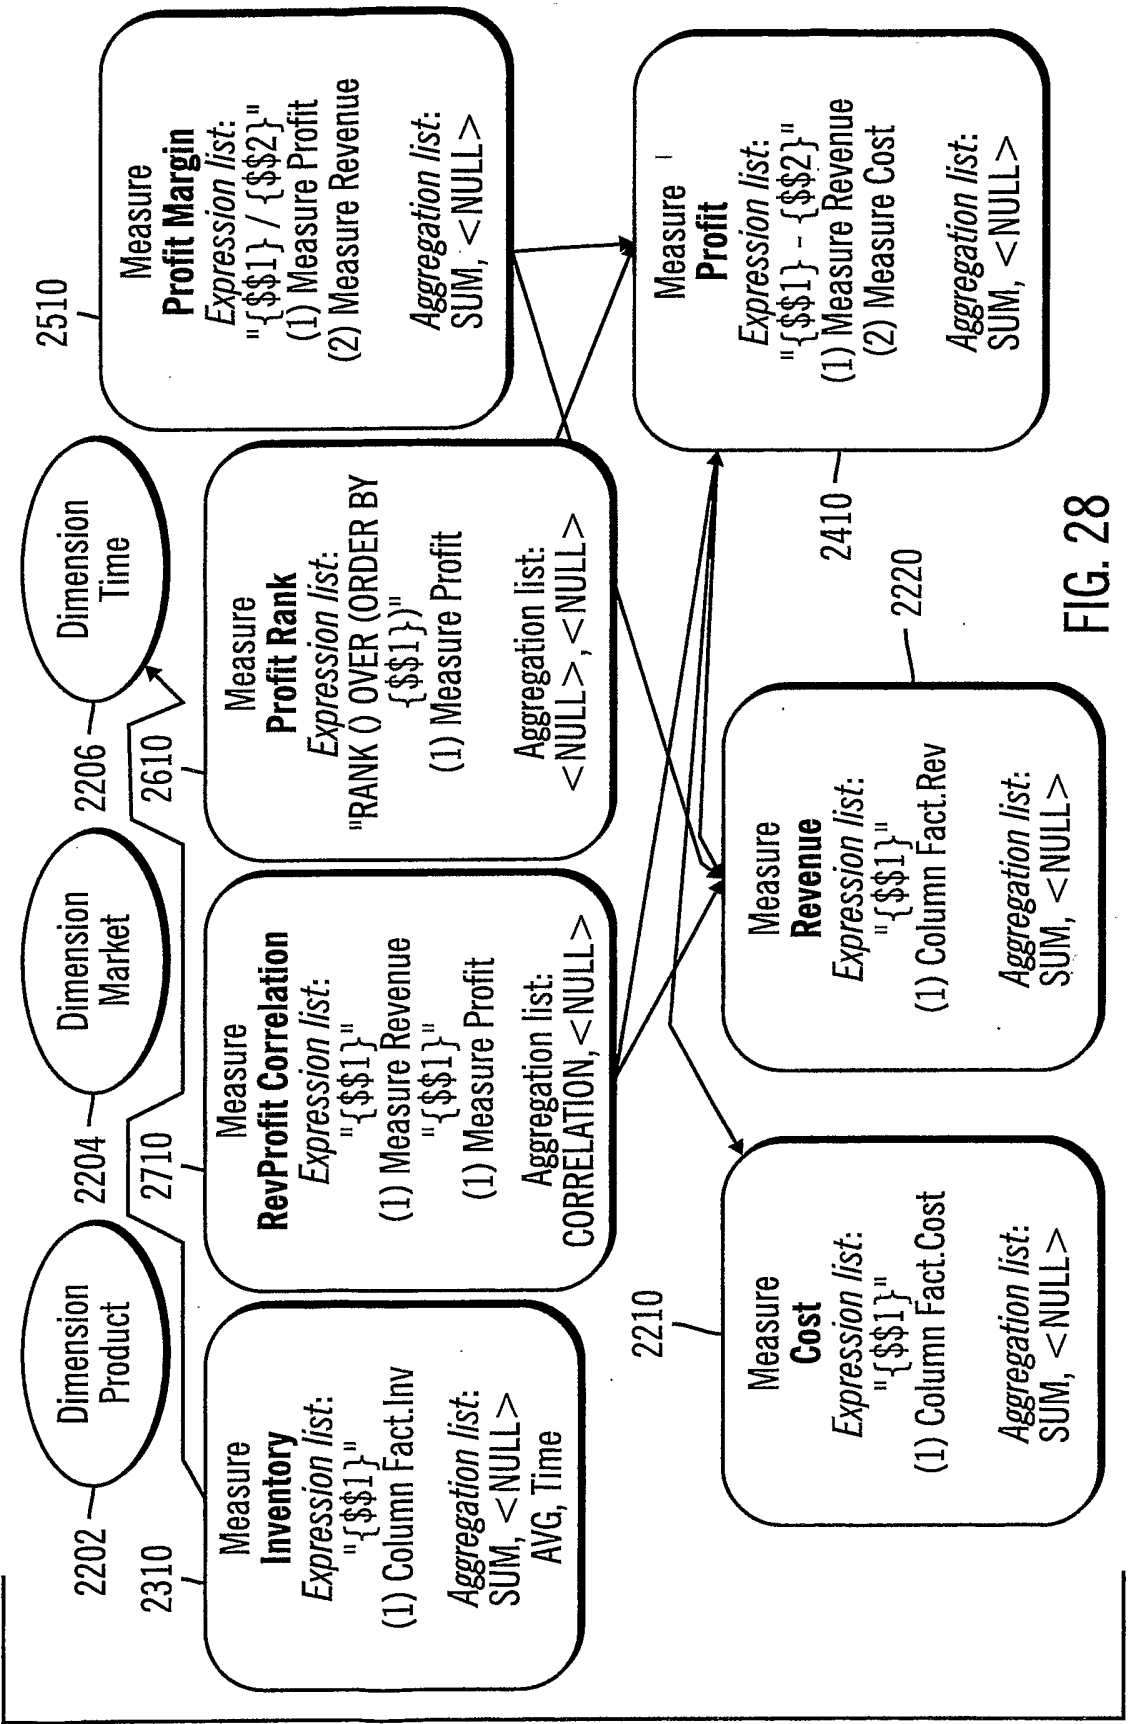 2202
Dimension
Product
2204
Dimension
Market
2206
Dimension
Time
2310
Measure
Inventory
Expression list:
"{$$1}"
(1) Column Fact.Inv
Aggregation list:
SUM, <NULL>
AVG, Time
2710
Measure
RevProfit Correlation
Expression list:
"{$$1}"
(1) Measure Revenue
"{$$1}"
(1) Measure Profit
Aggregation list:
CORRELATION,<NULL>
2610
Measure
Profit Rank
Expression list:
"RANK () OVER (ORDER BY
{$$1})"
(1) Measure Profit
Aggregation list:
<NULL>,<NULL>
2510
Measure
Profit Margin
Expression list:
"{$$1} / {$$2}"
(1) Measure Profit
(2) Measure Revenue
Aggregation list:
SUM, <NULL>
2210
Measure
Cost
Expression list:
"{$$1}"
(1) Column Fact.Cost
Aggregation list:
SUM, <NULL>
2220
Measure
Revenue
Expression list:
"{$$1}"
(1) Column Fact.Rev
Aggregation list:
SUM, <NULL>
2410
Measure
Profit
Expression list:
"{$$1} - {$$2}"
(1) Measure Revenue
(2) Measure Cost
Aggregation list:
SUM, <NULL>
FIG. 28